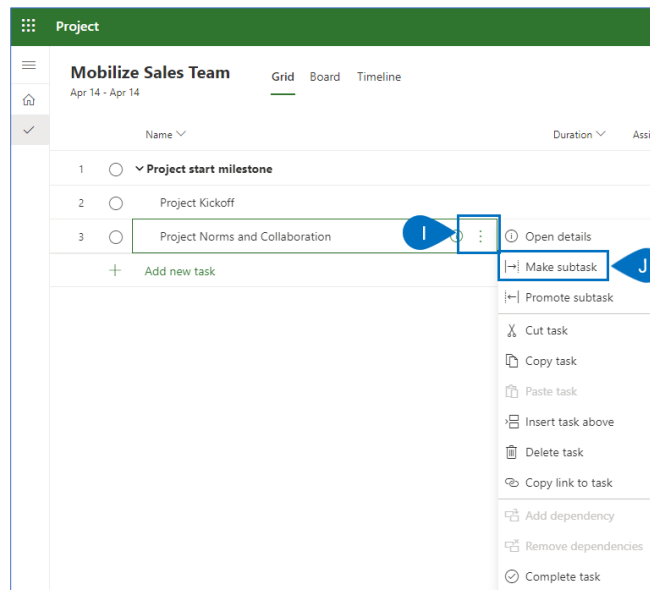 Project
Mobilize Sales Team
Grid Board Timeline
Apr 14 - Apr 14
Name Duration
1 Project start milestone
2 Project Kickoff
3 Project Norms and Collaboration
I
Add new task
Open details
Make subtask
J
Promote subtask
Cut task
Copy task
Paste task
Insert task above
Delete task
Copy link to task
Add dependency
Remove dependencies
Complete task